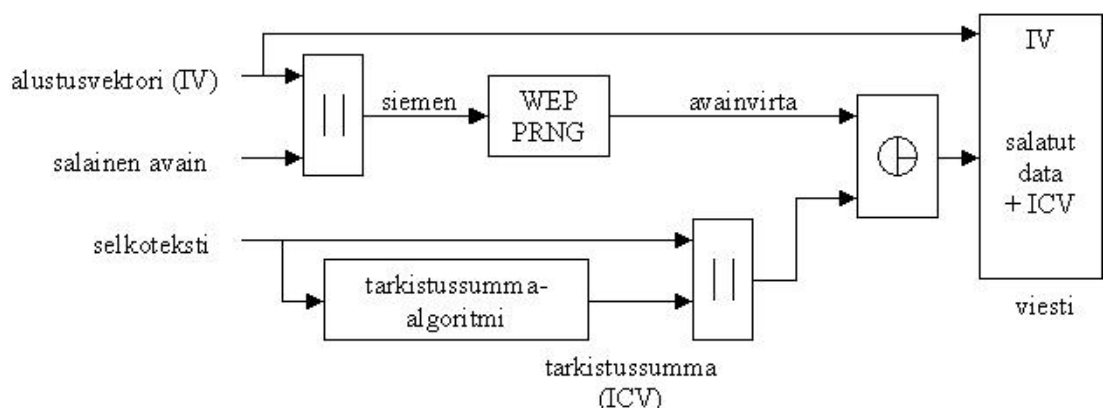 alustusvektori (IV)
salainen avain
selkoteksti
||
siemen
WEP
PRNG
avainvirta
tarkistussumma-
algoritmi
||
tarkistussumma
(ICV)
IV
salatut
data
+ ICV
viesti